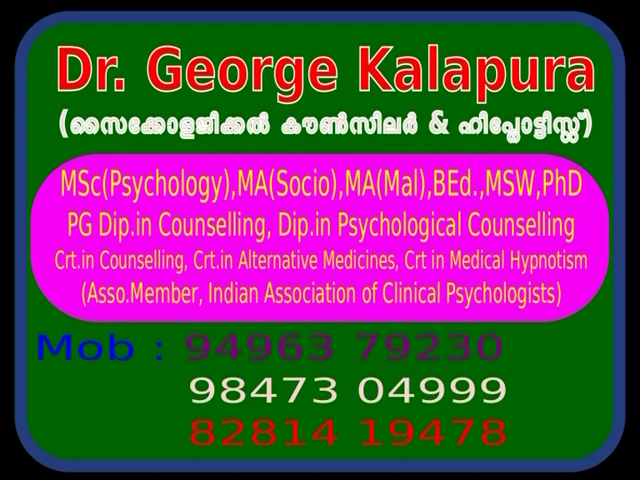 Dr. George Kalapura
(സൈക്കോളജിക്കൽ കൗൺസിലർ & ഹിപ്നോട്ടിസ്റ്റ്)
MSc(Psychology),MA(Socio),MA(Mal),BEd.,MSW,PhD
PG Dip.in Counselling, Dip.in Psychological Counselling
Crt.in Counselling, Crt.in Alternative Medicines, Crt in Medical Hypnotism
(Asso.Member, Indian Association of Clinical Psychologists)
Mob : 94963 79230
98473 04999
82814 19478